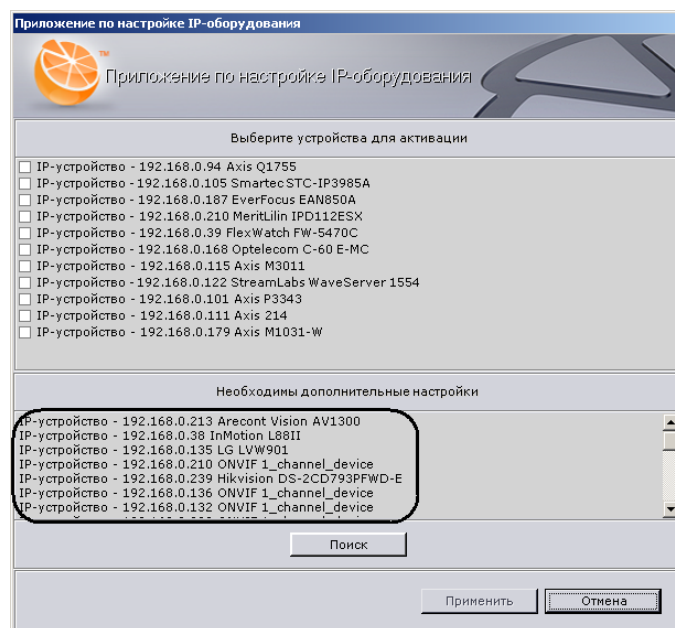 Приложение по настройке IP-оборудования
TM
Приложение по настройке IP-оборудования
Выберите устройства для активации
IP-устройство - 192.168.0.94 Axis Q1755
IP-устройство - 192.168.0.105 Smartec STC-IP3985A
IP-устройство - 192.168.0.187 EverFocus EAN850A
IP-устройство - 192.168.0.210 MeritLilin IPD112ESX
IP-устройство - 192.168.0.39 FlexWatch FW-5470C
IP-устройство - 192.168.0.168 Optelecom C-60 E-MC
IP-устройство - 192.168.0.115 Axis M3011
IP-устройство - 192.168.0.122 StreamLabs WaveServer 1554
IP-устройство - 192.168.0.101 Axis P3343
IP-устройство - 192.168.0.111 Axis 214
IP-устройство - 192.168.0.179 Axis M1031-W
Необходимы дополнительные настройки
IP-устройство - 192.168.0.213 Arecont Vision AV1300
IP-устройство - 192.168.0.38 InMotion L88II
IP-устройство - 192.168.0.135 LG LVW901
IP-устройство - 192.168.0.210 ONVIF 1_channel_device
IP-устройство - 192.168.0.239 Hikvision DS-2CD793PFWD-E
IP-устройство - 192.168.0.136 ONVIF 1_channel_device
IP-устройство - 192.168.0.132 ONVIF 1_channel_device
Поиск
Применить
Отмена